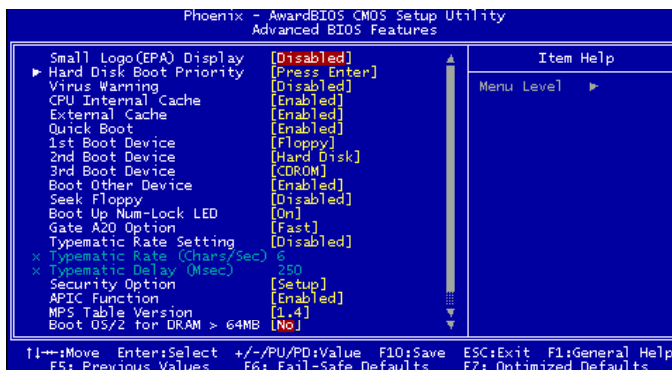 Phoenix - AwardBIOS CMOS Setup Utility
Advanced BIOS Features
Small Logo(EPA) Display [Disabled]
Item Help
► Hard Disk Boot Priority [Press Enter]
Virus Warning [Disabled]
Menu Level ►
CPU Internal Cache [Enabled]
External Cache [Enabled]
Quick Boot [Enabled]
1st Boot Device [Floppy]
2nd Boot Device [Hard Disk]
3rd Boot Device [CDROM]
Boot Other Device [Enabled]
Seek Floppy [Disabled]
Boot Up Num-Lock LED [On]
Gate A20 Option [Fast]
Typematic Rate Setting [Disabled]
x Typematic Rate (Chars/Sec) 6
x Typematic Delay (Msec) 250
Security Option [Setup]
APIC Function [Enabled]
MPS Table Version [1.4]
Boot OS/2 for DRAM > 64MB [No]
↑↓→←:Move Enter:Select +/-/PU/PD:Value F10:Save ESC:Exit F1:General Help
F5: Previous Values F6: Fail-Safe Defaults F7: Optimized Defaults